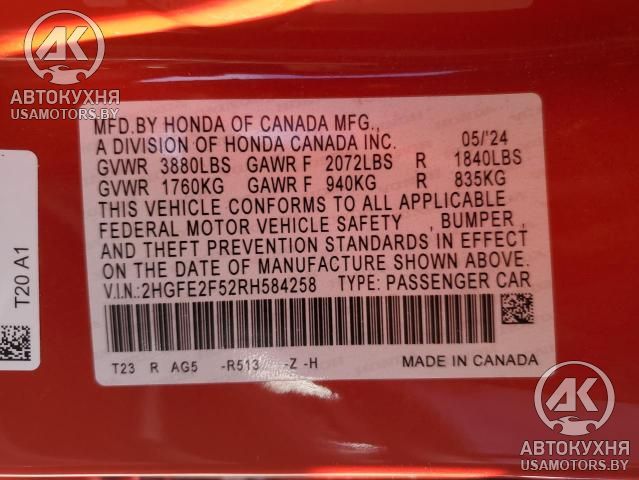 AK
АВТОКУХНЯ
USAMOTORS.BY
MFD.BY HONDA OF CANADA MFG.,
A DIVISION OF HONDA CANADA INC. 05/'24
GVWR 3880LBS GAWR F 2072LBS R 1840LBS
GVWR 1760KG GAWR F 940KG R 835KG
THIS VEHICLE CONFORMS TO ALL APPLICABLE
FEDERAL MOTOR VEHICLE SAFETY , BUMPER ,
AND THEFT PREVENTION STANDARDS IN EFFECT
ON THE DATE OF MANUFACTURE SHOWN ABOVE.
V.I.N.:2HGFE2F52RH584258 TYPE: PASSENGER CAR
T23 R AG5 -R513 -Z -H MADE IN CANADA
T20 A1
AK
АВТОКУХНЯ
USAMOTORS.BY